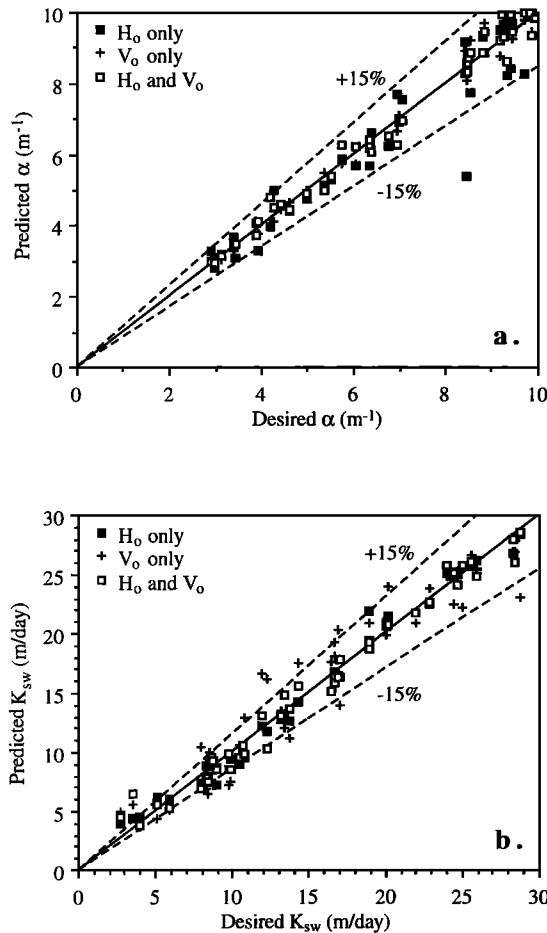 10
8
6
4
2
0
Predicted α (m⁻¹)
H₀ only
V₀ only
H₀ and V₀
+15%
-15%
a.
0
2
4
6
8
10
Desired α (m⁻¹)
30
25
20
15
10
5
0
Predicted Ksw (m/day)
H₀ only
V₀ only
H₀ and V₀
+15%
-15%
b.
0
5
10
15
20
25
30
Desired Ksw (m/day)